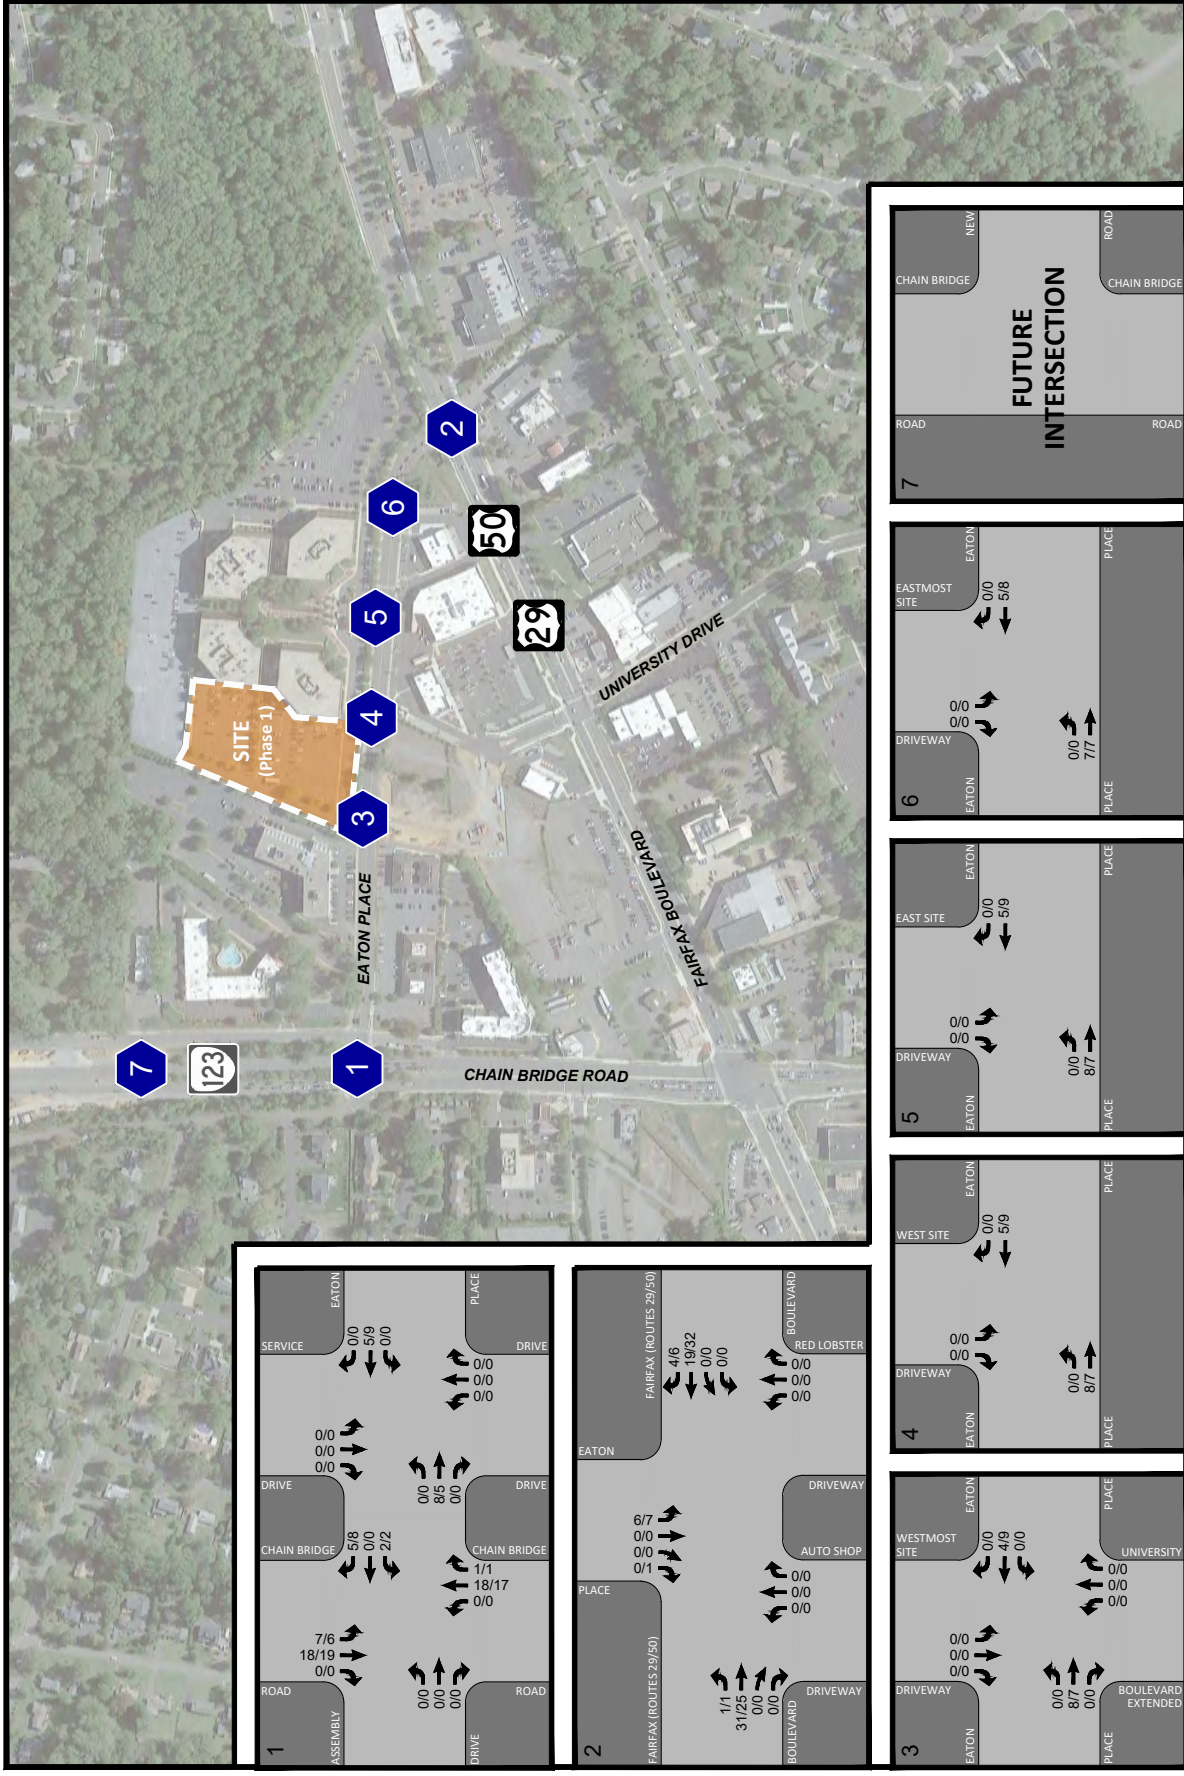 SITE
(Phase 1)
7
123
1
3
4
5
6
2
50
29
EATON PLACE
CHAIN BRIDGE ROAD
FAIRFAX BOULEVARD
UNIVERSITY DRIVE
1
ROAD
ASSEMBLY
DRIVE
ROAD
CHAIN BRIDGE
DRIVE
CHAIN BRIDGE
DRIVE
SERVICE
EATON
PLACE
DRIVE
0/0
18/19
7/6
5/8
0/0
2/2
0/0
0/0
0/0
0/0
18/17
1/1
0/0
0/0
0/0
0/0
5/9
0/0
0/0
8/5
0/0
0/0
0/0
0/0
2
PLACE
FAIRFAX (ROUTES 29/50)
EATON
FAIRFAX (ROUTES 29/50)
BOULEVARD
DRIVEWAY
AUTO SHOP
DRIVEWAY
BOULEVARD
RED LOBSTER
0/1
0/0
0/0
6/7
4/6
19/32
0/0
0/0
1/1
31/25
0/0
0/0
0/0
0/0
0/0
0/0
0/0
0/0
3
DRIVEWAY
EATON
WESTMOST
SITE
EATON
PLACE
BOULEVARD
EXTENDED
PLACE
UNIVERSITY
0/0
0/0
0/0
0/0
4/9
0/0
0/0
8/7
0/0
0/0
0/0
0/0
4
DRIVEWAY
EATON
WEST SITE
EATON
PLACE
PLACE
0/0
0/0
0/0
5/9
0/0
8/7
5
DRIVEWAY
EATON
EAST SITE
EATON
PLACE
PLACE
0/0
0/0
0/0
5/9
0/0
8/7
6
DRIVEWAY
EATON
EASTMOST
SITE
EATON
PLACE
PLACE
0/0
0/0
0/0
5/8
0/0
7/7
7
ROAD
CHAIN BRIDGE
NEW
FUTURE
INTERSECTION
ROAD
CHAIN BRIDGE
ROAD